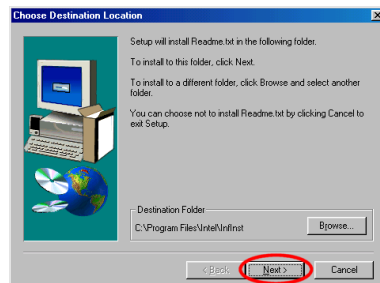 Choose Destination Location
Setup will install Readme.txt in the following folder.
To install to this folder, click Next.
To install to a different folder, click Browse and select another
folder.
You can choose not to install Readme.txt by clicking Cancel to
exit Setup.
Destination Folder
C:\Program Files\Intel\InfInst
Browse...
< Back
Next >
Cancel